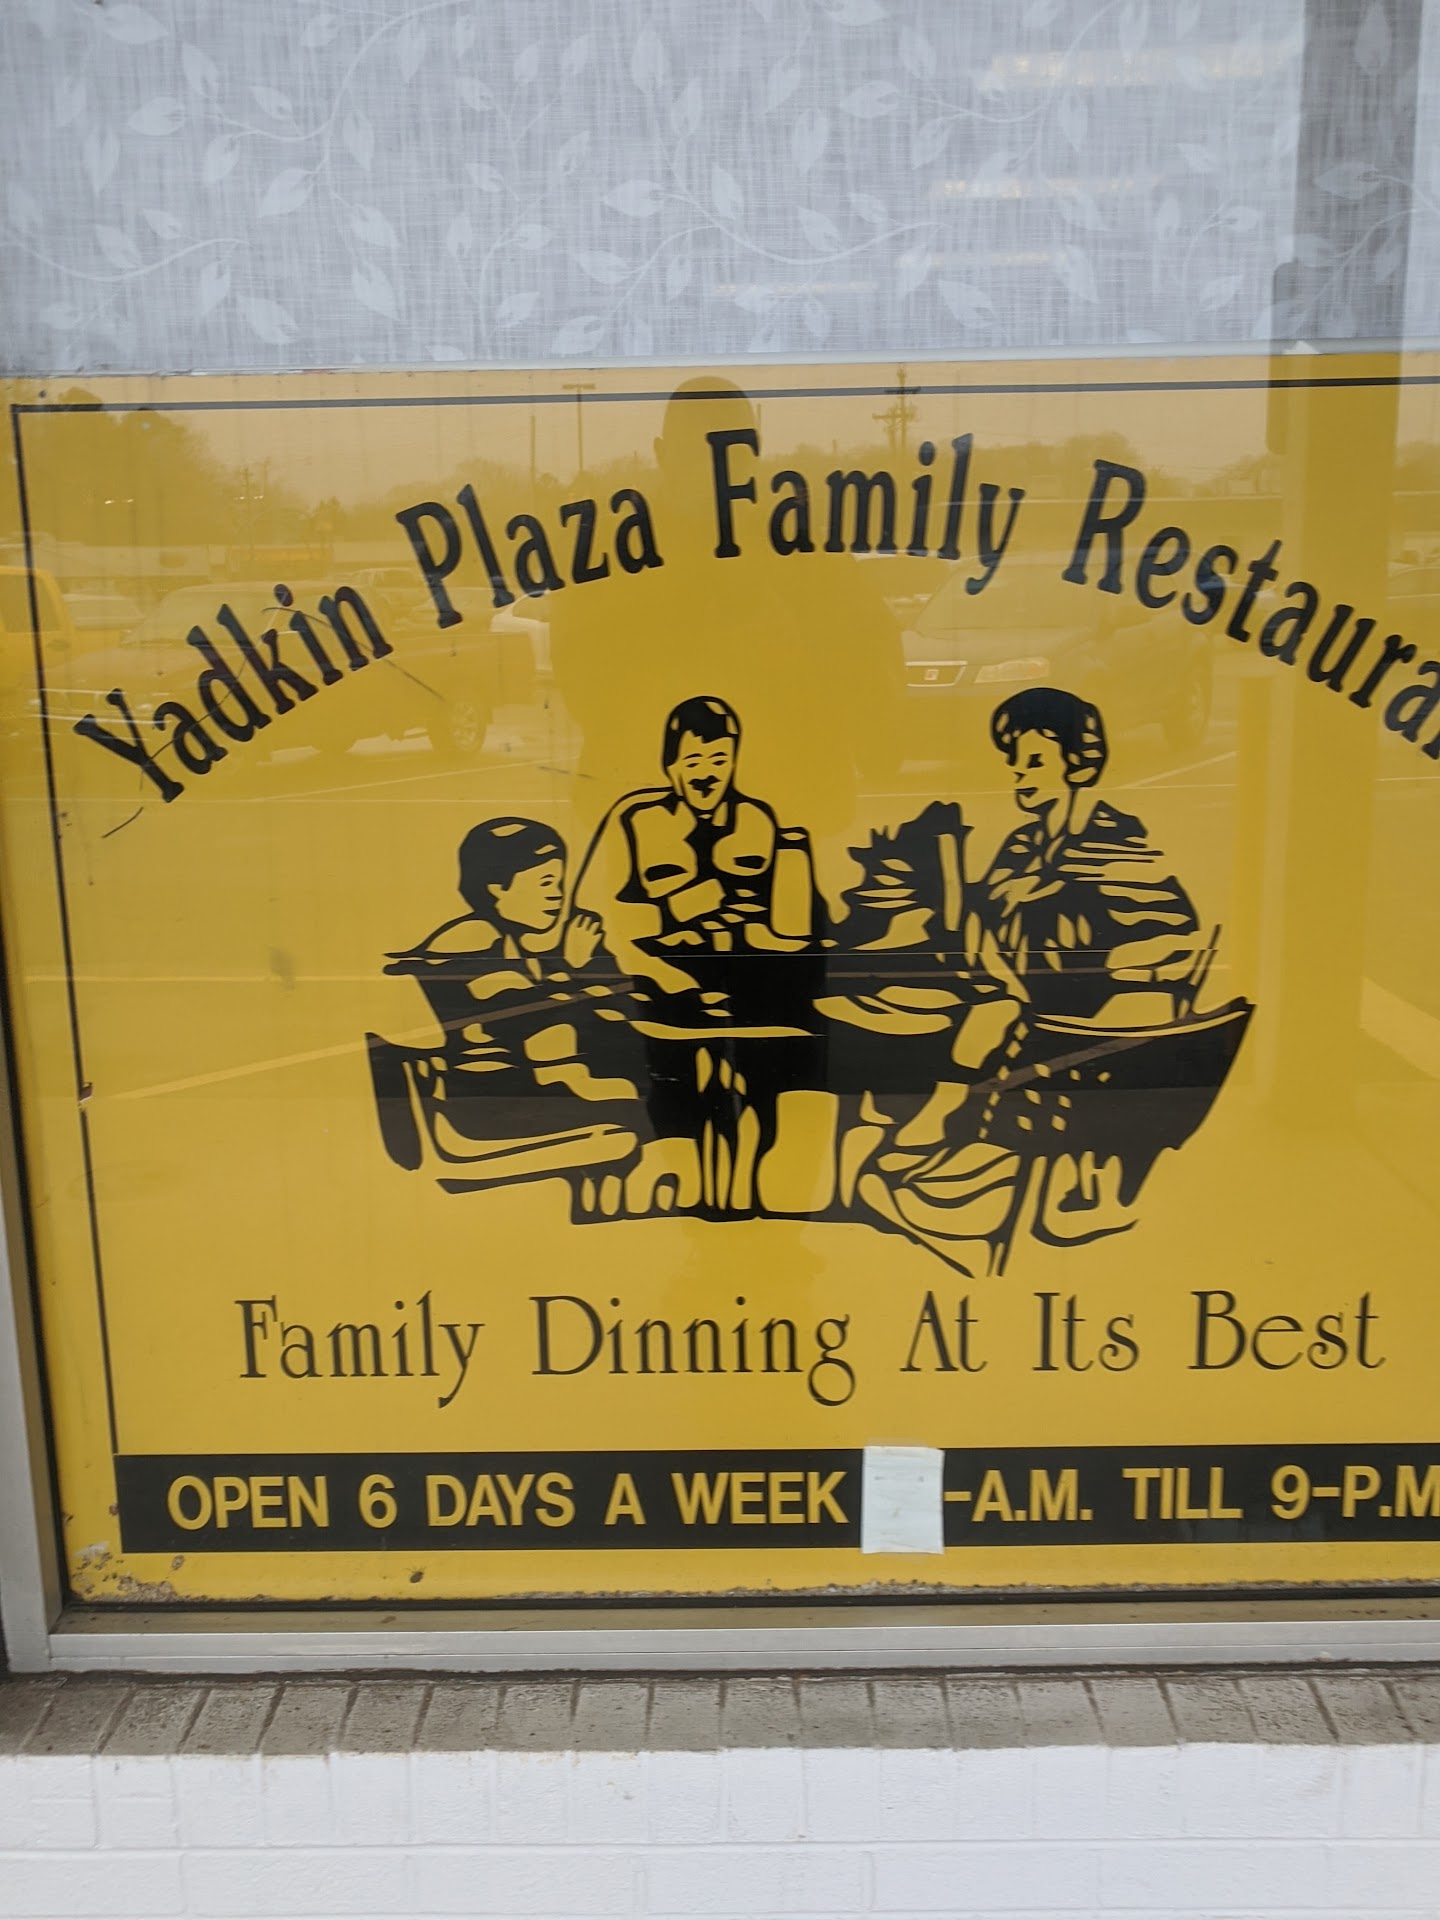 Yadkin Plaza Family Restaura
Family Dinning At Its Best
OPEN 6 DAYS A WEEK -A.M. TILL 9-P.M